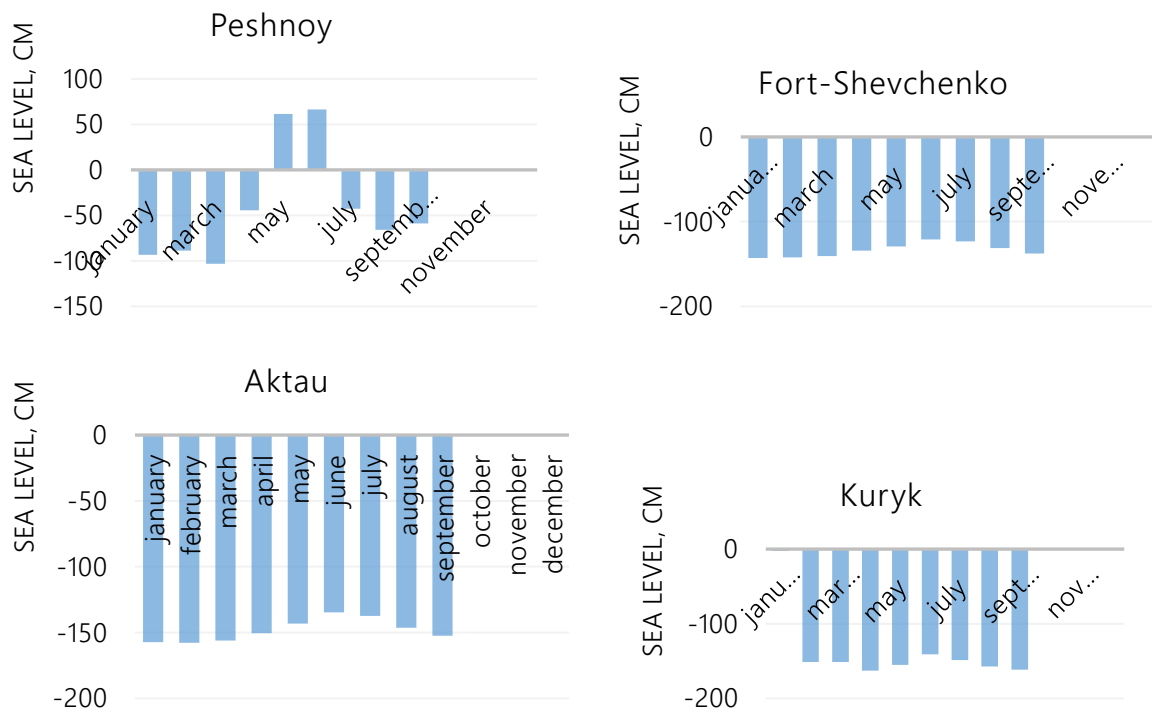 Peshnoy
SEA LEVEL, CM
100
50
0
-50
-100
-150
january
march
may
july
septemb...
november
Fort-Shevchenko
SEA LEVEL, CM
0
-100
-200
janua...
march
may
july
septe...
nove...
Aktau
SEA LEVEL, CM
0
-50
-100
-150
-200
january
february
march
april
may
june
july
august
september
october
november
december
Kuryk
SEA LEVEL, CM
0
-100
-200
janu...
mar...
may
july
sept...
nov...